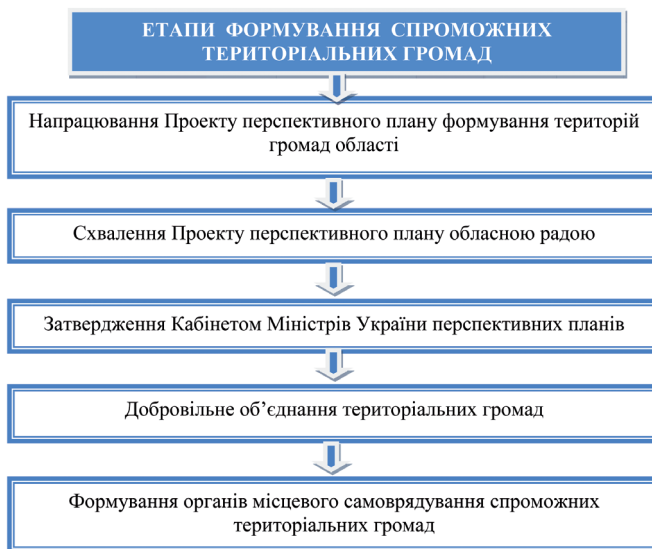 ЕТАПИ ФОРМУВАННЯ СПРОМОЖНИХ
ТЕРИТОРІАЛЬНИХ ГРОМАД
Напрацювання Проекту перспективного плану формування територій
громад області
Схвалення Проекту перспективного плану обласною радою
Затвердження Кабінетом Міністрів України перспективних планів
Добровільне об’єднання територіальних громад
Формування органів місцевого самоврядування спроможних
територіальних громад